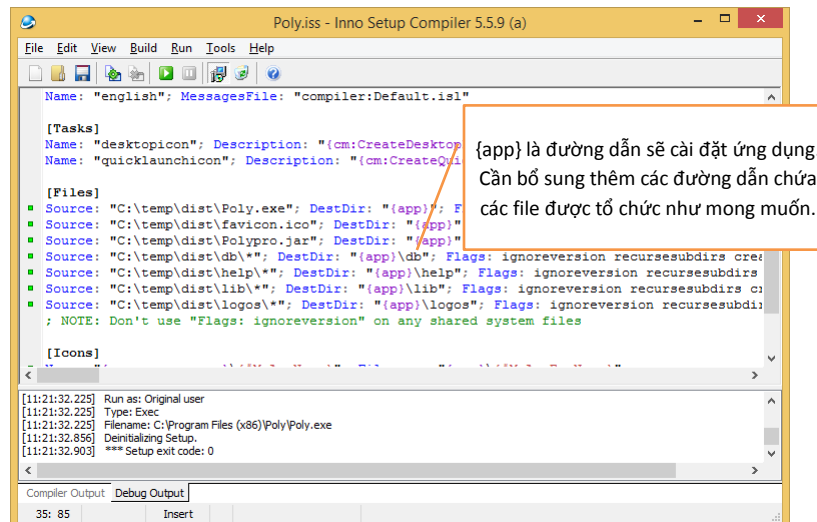 Poly.iss - Inno Setup Compiler 5.5.9 (a)
File Edit View Build Run Tools Help
Name: "english"; MessagesFile: "compiler:Default.isl"
[Tasks]
Name: "desktopicon"; Description: "{cm:CreateDesktop
Name: "quicklaunchicon"; Description: "{cm:CreateQui
{app} là đường dẫn sẽ cài đặt ứng dụng.
Cần bổ sung thêm các đường dẫn chứa
các file được tổ chức như mong muốn.
[Files]
Source: "C:\temp\dist\Poly.exe"; DestDir: "{app}"; F
Source: "C:\temp\dist\favicon.ico"; DestDir: "{app}"
Source: "C:\temp\dist\Polypro.jar"; DestDir: "{app}"
Source: "C:\temp\dist\db\*"; DestDir: "{app}\db"; Flags: ignoreversion recursesubdirs crea
Source: "C:\temp\dist\help\*"; DestDir: "{app}\help"; Flags: ignoreversion recursesubdirs
Source: "C:\temp\dist\lib\*"; DestDir: "{app}\lib"; Flags: ignoreversion recursesubdirs c
Source: "C:\temp\dist\logos\*"; DestDir: "{app}\logos"; Flags: ignoreversion recursesubdi
; NOTE: Don't use "Flags: ignoreversion" on any shared system files
[Icons]
[11:21:32.225] Run as: Original user
[11:21:32.225] Type: Exec
[11:21:32.225] Filename: C:\Program Files (x86)\Poly\Poly.exe
[11:21:32.856] Deinitializing Setup.
[11:21:32.903] *** Setup exit code: 0
Compiler Output Debug Output
35: 85 Insert